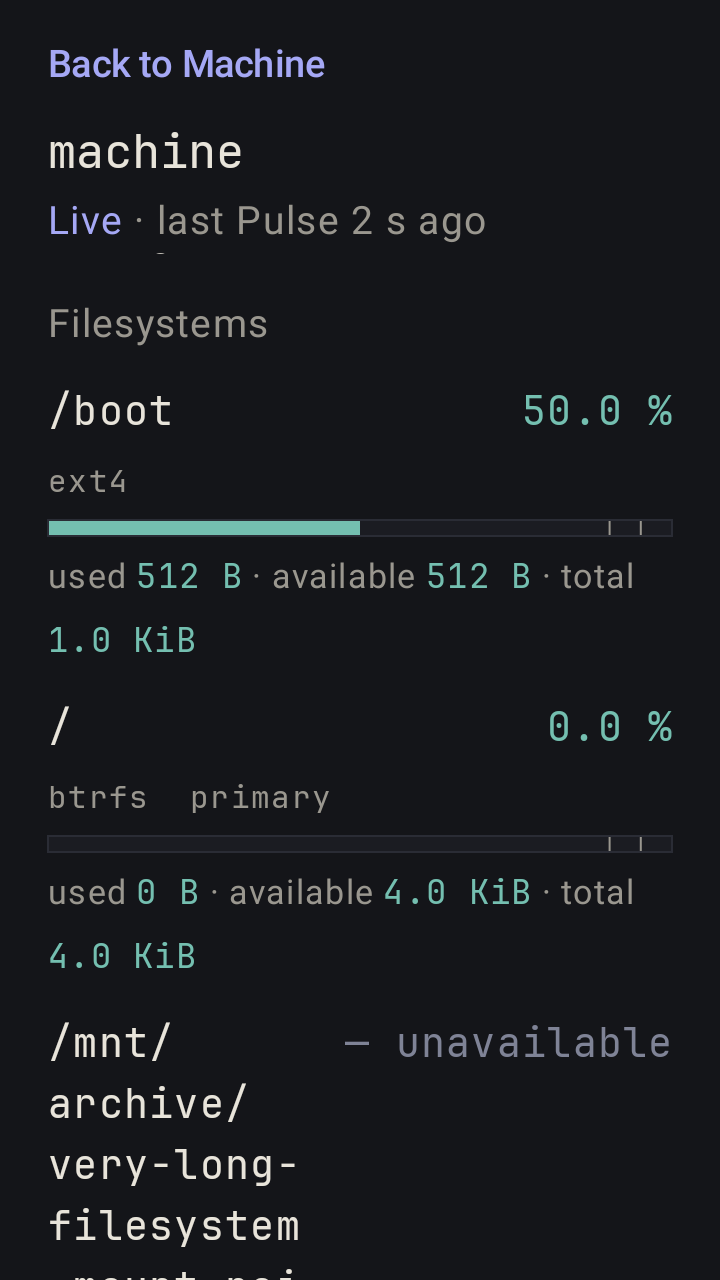 Back to Machine
machine
Live · last Pulse 2 s ago
Filesystems
/boot 50.0 %
ext4
used 512 B · available 512 B · total
1.0 KiB
/ 0.0 %
btrfs primary
used 0 B · available 4.0 KiB · total
4.0 KiB
/mnt/ — unavailable
archive/
very-long-
filesystem